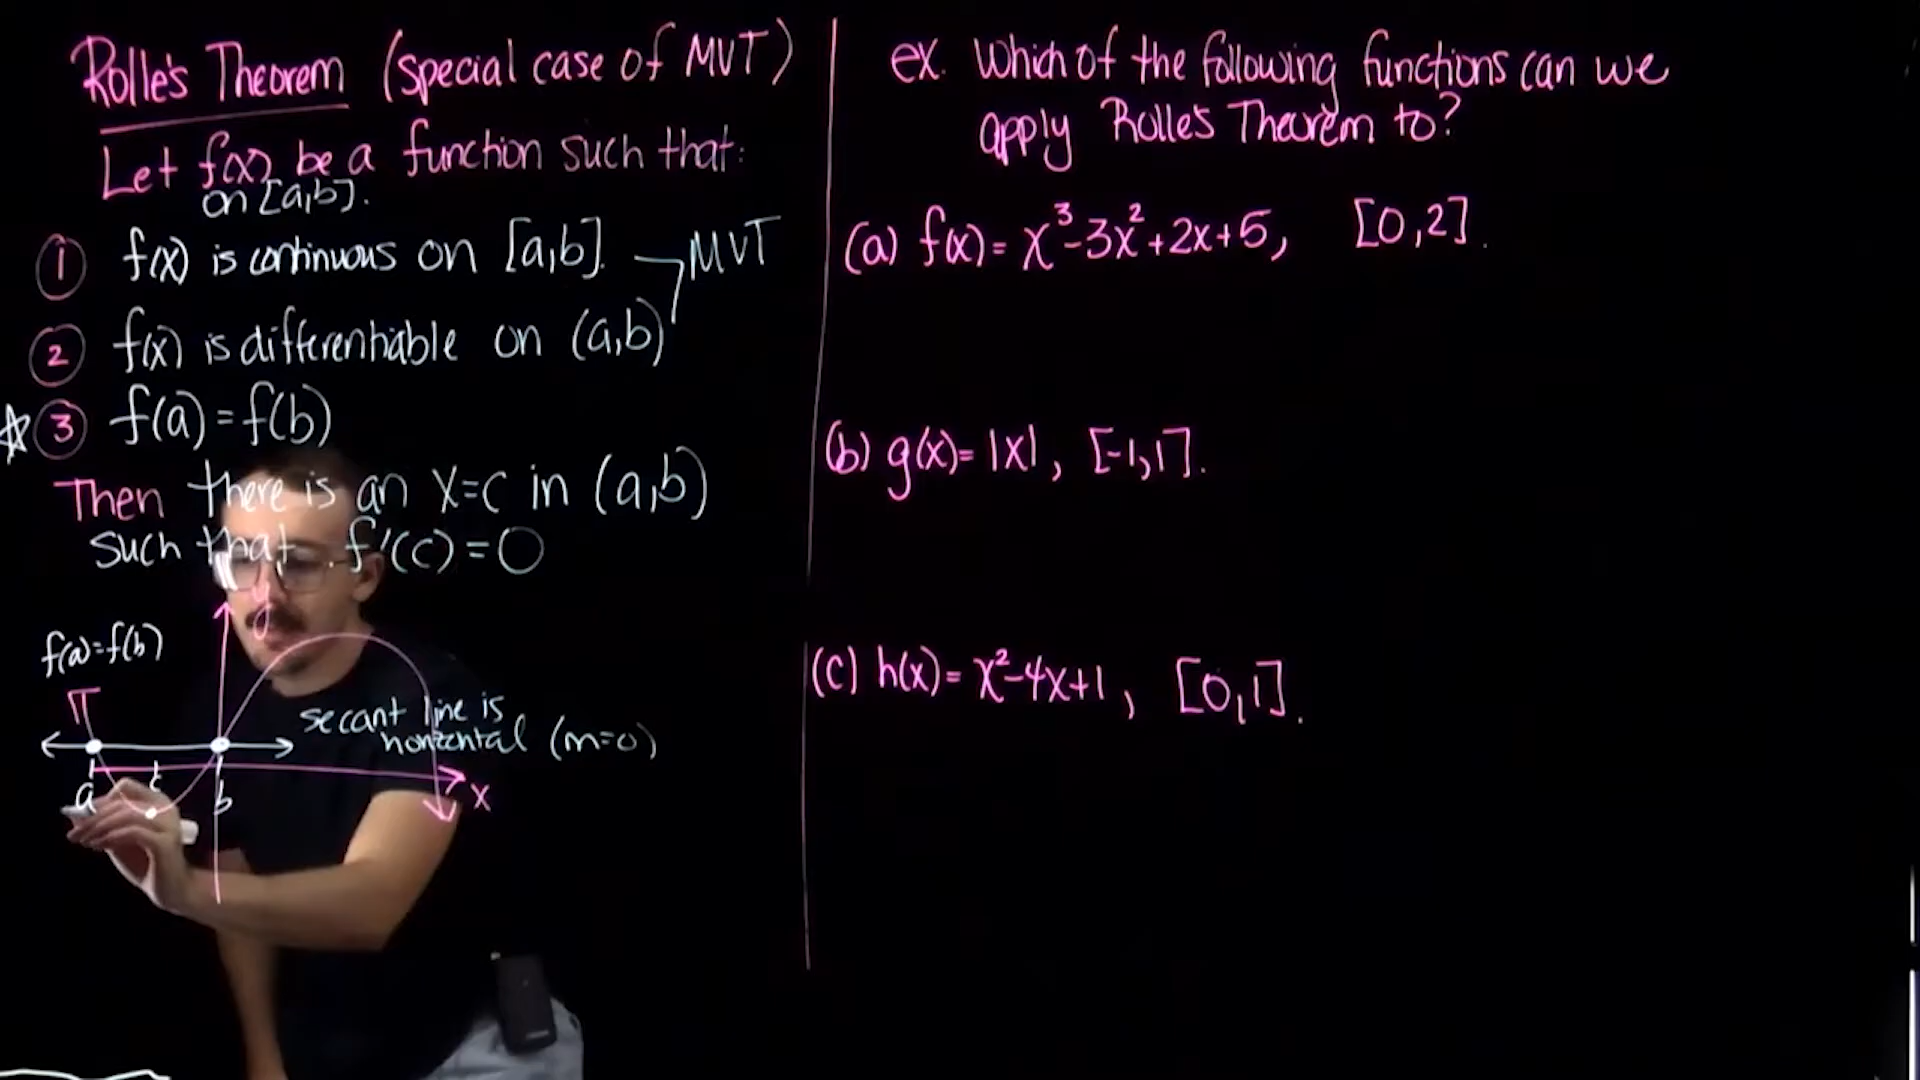 Rolle's Theorem (special case of MVT)
Let f(x) be a function such that:
on [a,b].
① f(x) is continuous on [a,b]. MVT
② f(x) is differentiable on (a,b)
☆ ③ f(a)=f(b)
Then there is an x=c in (a,b)
such that f'(c)=0
y
f(a)=f(b)
secant line is
horizontal (m=0)
a c b x
ex. Which of the following functions can we
apply Rolle's Theorem to?
(a) f(x)= x³-3x²+2x+5, [0,2].
(b) g(x)= |x|, [-1,1].
(c) h(x)= x²-4x+1, [0,1].